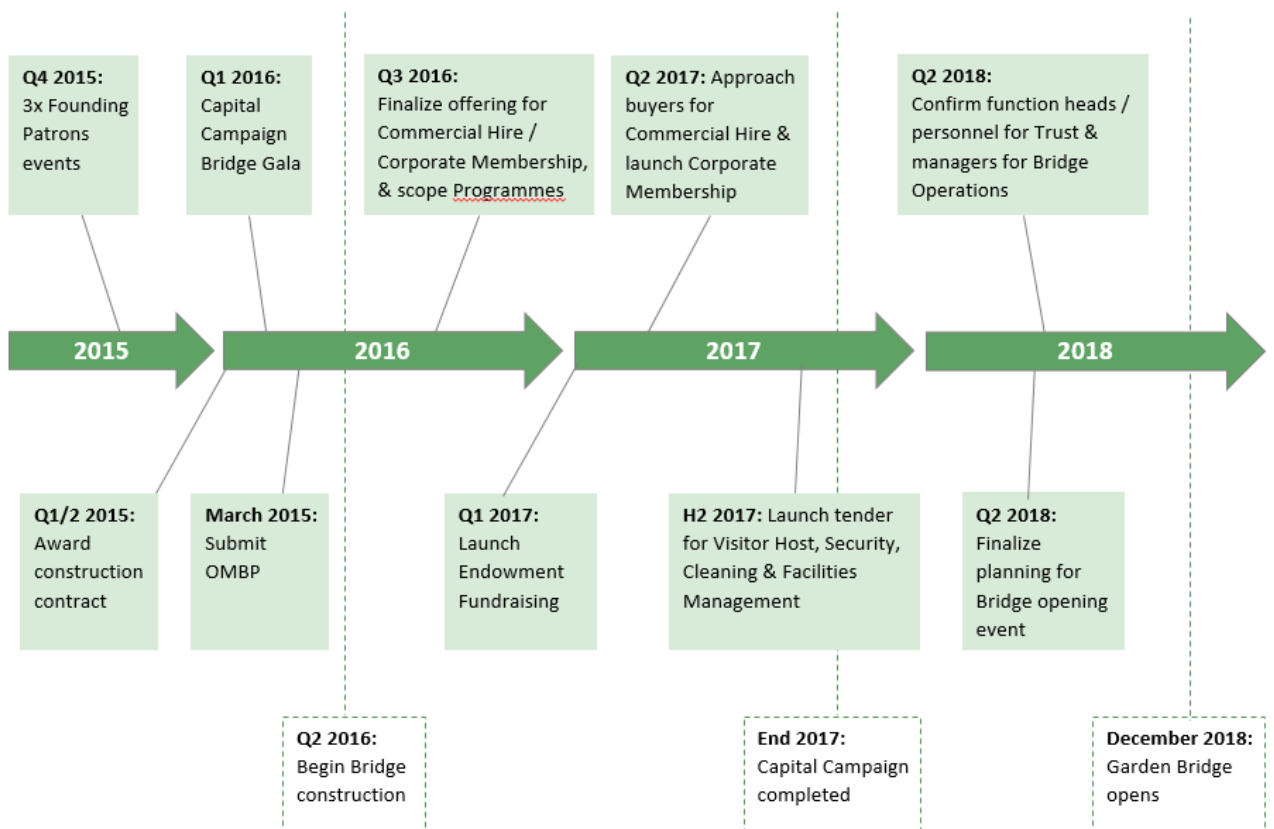 Q4 2015:
3x Founding
Patrons
events
Q1 2016:
Capital
Campaign
Bridge Gala
Q3 2016:
Finalize offering for
Commercial Hire /
Corporate Membership,
& scope Programmes
Q2 2017: Approach
buyers for
Commercial Hire &
launch Corporate
Membership
Q2 2018:
Confirm function heads /
personnel for Trust &
managers for Bridge
Operations
2015
2016
2017
2018
Q1/2 2015:
Award
construction
contract
March 2015:
Submit
OMBP
Q1 2017:
Launch
Endowment
Fundraising
H2 2017: Launch tender
for Visitor Host, Security,
Cleaning & Facilities
Management
Q2 2018:
Finalize
planning for
Bridge opening
event
Q2 2016:
Begin Bridge
construction
End 2017:
Capital Campaign
completed
December 2018:
Garden Bridge
opens